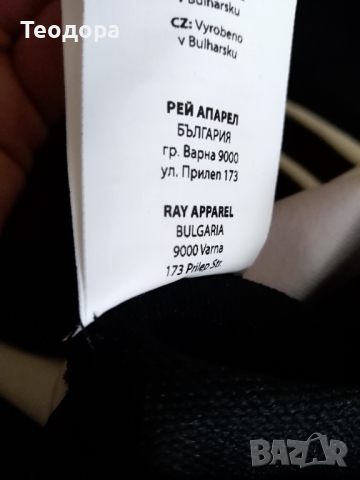 Теодора
v Bulharsku
CZ: Vyrobeno
v Bulharsku
РЕЙ АПАРЕЛ
БЪЛГАРИЯ
гр. Варна 9000
ул. Прилеп 173
RAY APPAREL
BULGARIA
9000 Varna
173 Prilep Str.
BAZAR